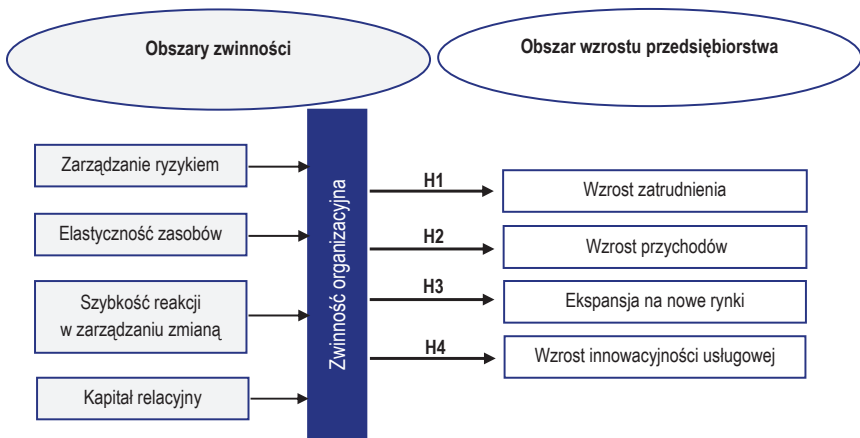 Obszary zwinności
Obszar wzrostu przedsiębiorstwa
Zarządzanie ryzykiem
Elastyczność zasobów
Szybkość reakcji
w zarządzaniu zmianą
Kapitał relacyjny
Zwinność organizacyjna
H1
Wzrost zatrudnienia
H2
Wzrost przychodów
H3
Ekspansja na nowe rynki
H4
Wzrost innowacyjności usługowej